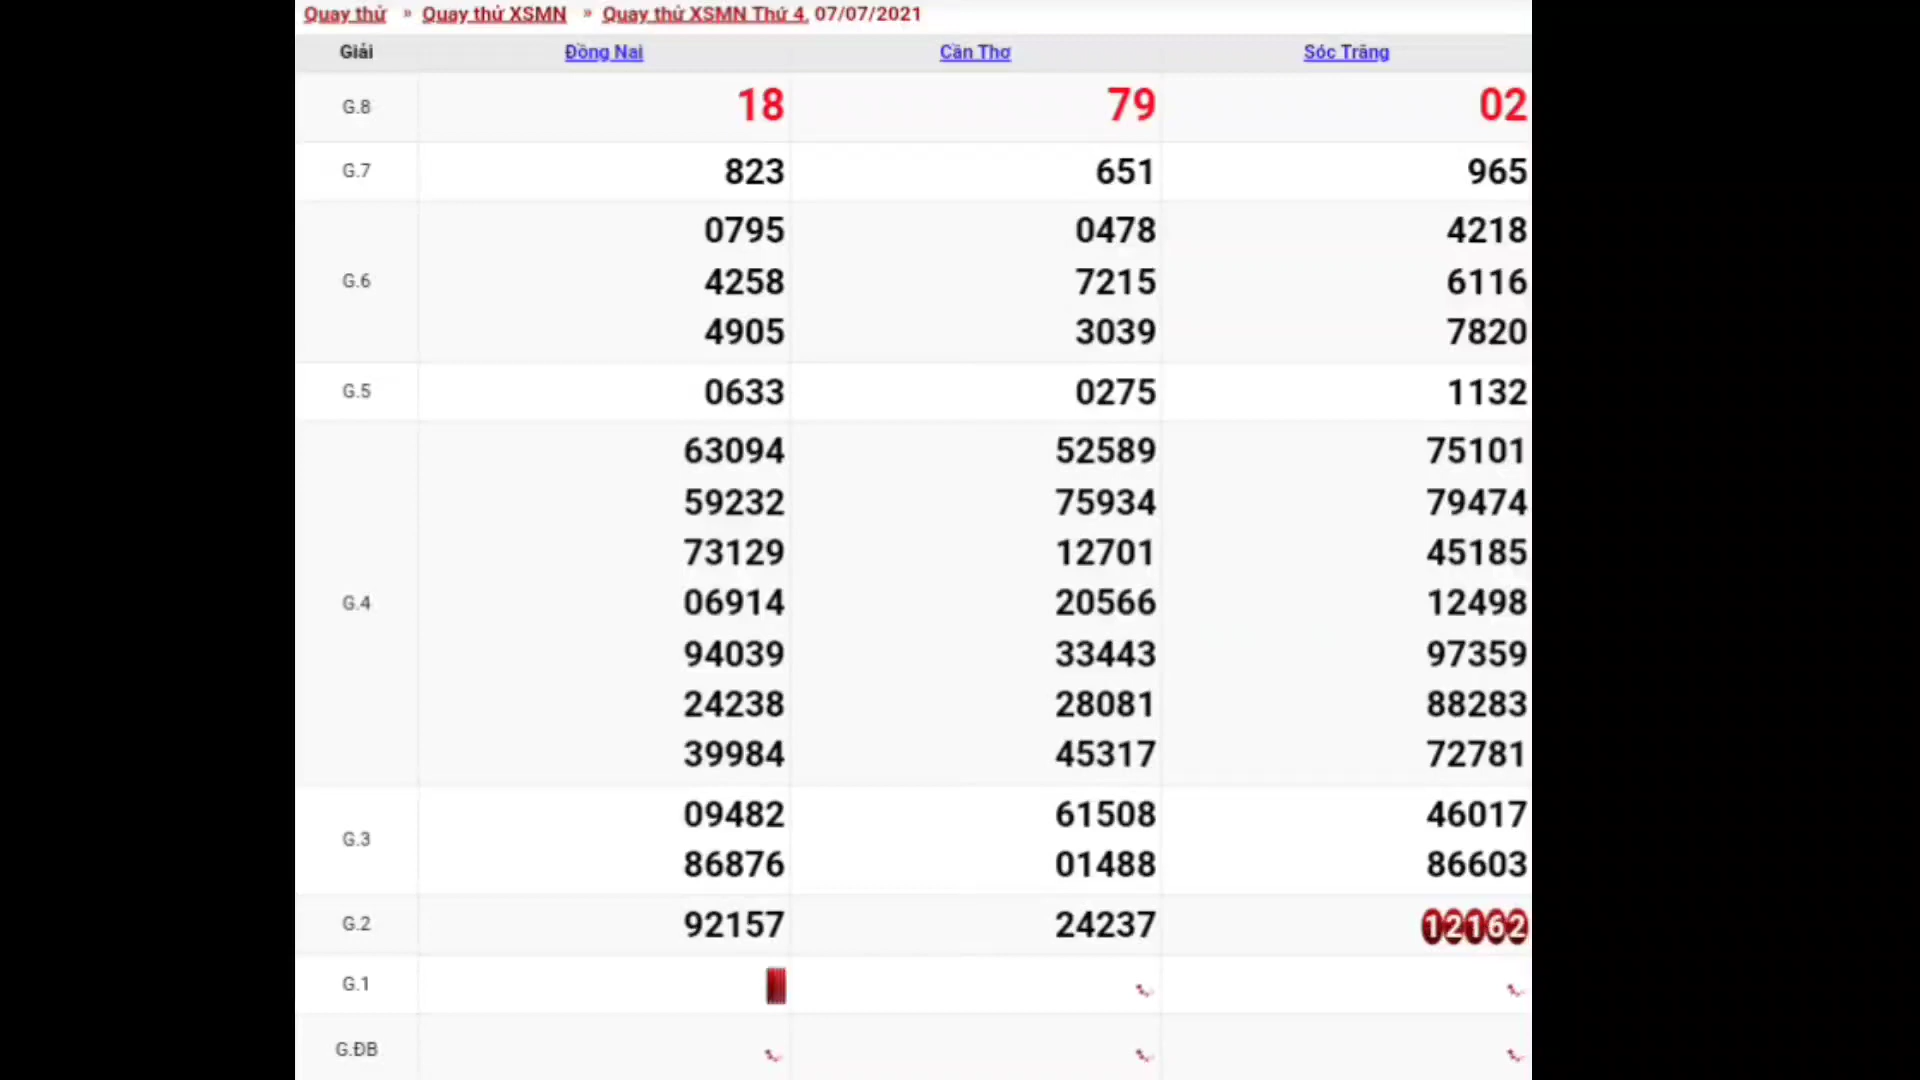 Quay thử » Quay thử XSMN » Quay thử XSMN Thứ 4, 07/07/2021
Giải Đồng Nai Cần Thơ Sóc Trăng
G.8 18 79 02
G.7 823 651 965
G.6 0795 0478 4218
4258 7215 6116
4905 3039 7820
G.5 0633 0275 1132
G.4 63094 52589 75101
59232 75934 79474
73129 12701 45185
06914 20566 12498
94039 33443 97359
24238 28081 88283
39984 45317 72781
G.3 09482 61508 46017
86876 01488 86603
G.2 92157 24237 12162
G.1
G.ĐB